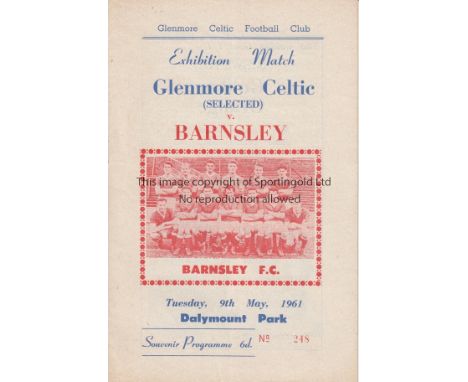 Glenmore Celtic Football Club
Exhibition Match
Glenmore Celtic
(SELECTED)
v.
BARNSLEY
This image copyright of Sportingold Ltd
No reproduction allowed
BARNSLEY F.C.
Tuesday, 9th May, 1961
Dalymount Park
Souvenir Programme 6d. Nº 248